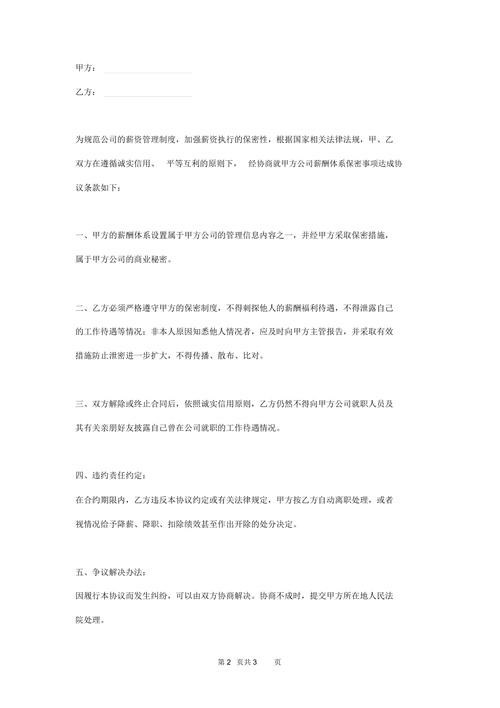 甲方：
乙方：
为规范公司的薪资管理制度，加强薪资执行的保密性，根据国家相关法律法规，甲、乙
双方在遵循诚实信用、 平等互利的原则下， 经协商就甲方公司薪酬体系保密事项达成协
议条款如下：
一、甲方的薪酬体系设置属于甲方公司的管理信息内容之一，并经甲方采取保密措施，
属于甲方公司的商业秘密。
二、乙方必须严格遵守甲方的保密制度，不得刺探他人的薪酬福利待遇，不得泄露自己
的工作待遇等情况；非本人原因知悉他人情况者，应及时向甲方主管报告，并采取有效
措施防止泄密进一步扩大，不得传播、散布、比对。
三、双方解除或终止合同后，依照诚实信用原则，乙方仍然不得向甲方公司就职人员及
其有关亲朋好友披露自己曾在公司就职的工作待遇情况。
四、违约责任约定：
在合约期限内，乙方违反本协议约定或有关法律规定，甲方按乙方自动离职处理，或者
视情况给予降薪、降职、扣除绩效甚至作出开除的处分决定。
五、争议解决办法：
因履行本协议而发生纠纷，可以由双方协商解决。协商不成时，提交甲方所在地人民法
院处理。
第 2 页共 3 页